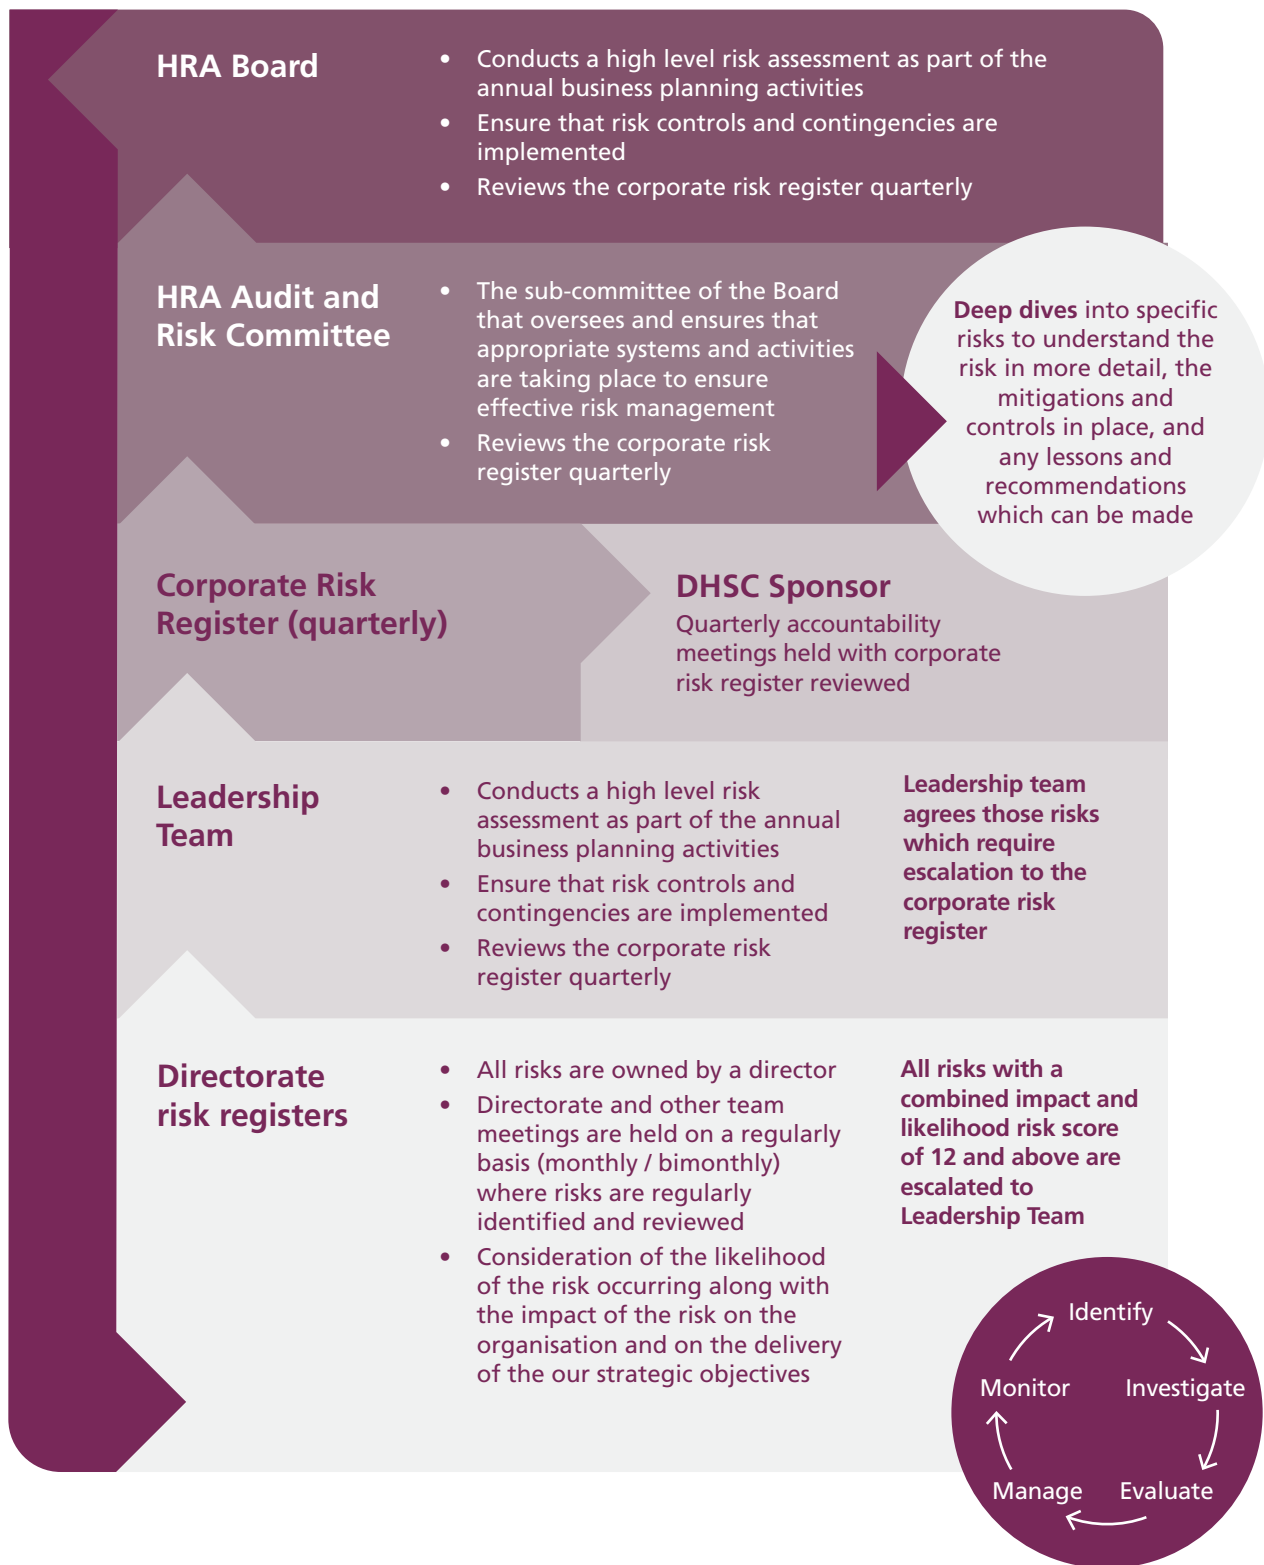 HRA Board
• Conducts a high level risk assessment as part of the
annual business planning activities
• Ensure that risk controls and contingencies are
implemented
• Reviews the corporate risk register quarterly
HRA Audit and
Risk Committee
• The sub-committee of the Board
that oversees and ensures that
appropriate systems and activities
are taking place to ensure
effective risk management
• Reviews the corporate risk
register quarterly
Deep dives into specific
risks to understand the
risk in more detail, the
mitigations and
controls in place, and
any lessons and
recommendations
which can be made
Corporate Risk
Register (quarterly)
DHSC Sponsor
Quarterly accountability
meetings held with corporate
risk register reviewed
Leadership
Team
• Conducts a high level risk
assessment as part of the annual
business planning activities
• Ensure that risk controls and
contingencies are implemented
• Reviews the corporate risk
register quarterly
Leadership team
agrees those risks
which require
escalation to the
corporate risk
register
Directorate
risk registers
• All risks are owned by a director
• Directorate and other team
meetings are held on a regularly
basis (monthly / bimonthly)
where risks are regularly
identified and reviewed
• Consideration of the likelihood
of the risk occurring along with
the impact of the risk on the
organisation and on the delivery
of the our strategic objectives
All risks with a
combined impact and
likelihood risk score
of 12 and above are
escalated to
Leadership Team
Identify
Investigate
Evaluate
Manage
Monitor